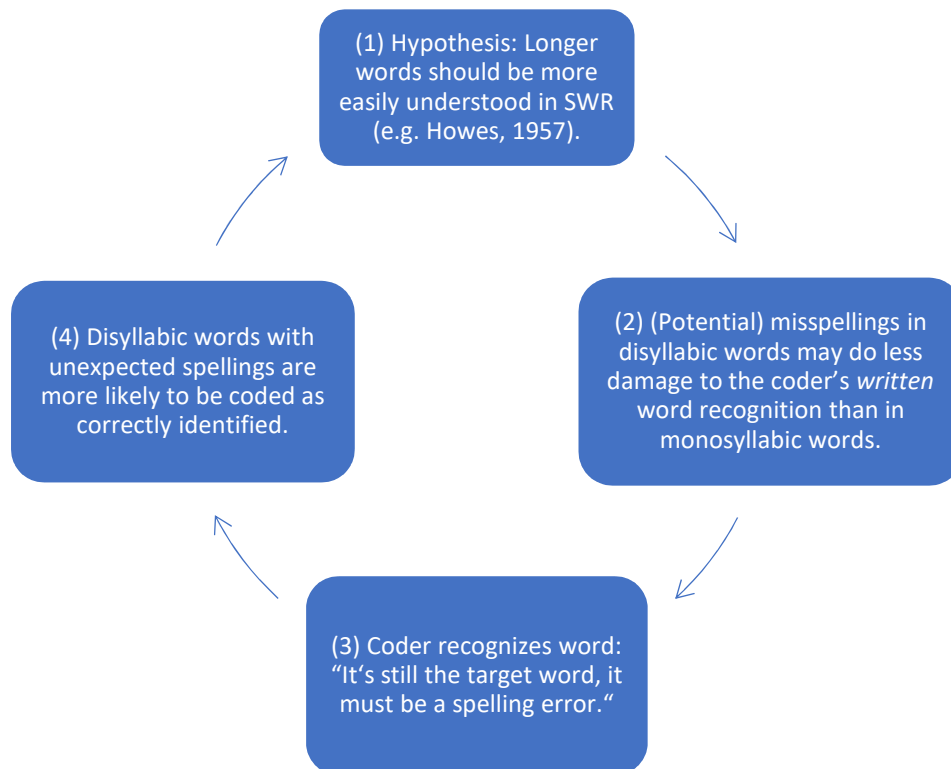 (1) Hypothesis: Longer
words should be more
easily understood in SWR
(e.g. Howes, 1957).
(2) (Potential) misspellings in
disyllabic words may do less
damage to the coder’s written
word recognition than in
monosyllabic words.
(3) Coder recognizes word:
“It‘s still the target word, it
must be a spelling error.“
(4) Disyllabic words with
unexpected spellings are
more likely to be coded as
correctly identified.